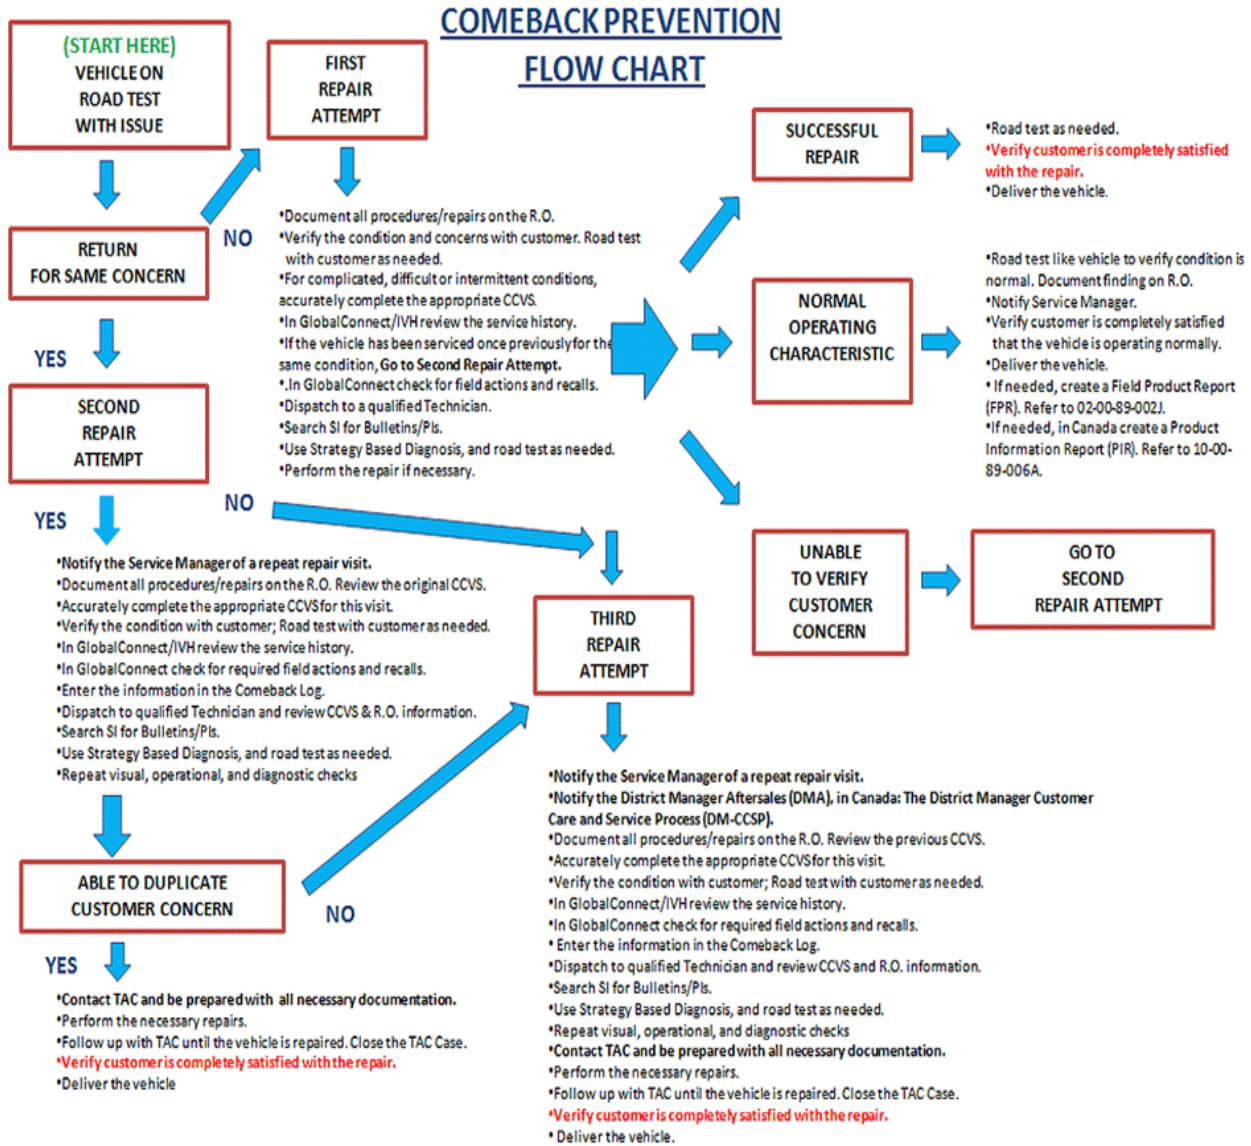 COMEBACK PREVENTION
FLOW CHART
(START HERE)
VEHICLE ON
ROAD TEST
WITH ISSUE
FIRST
REPAIR
ATTEMPT
RETURN
FOR SAME CONCERN
NO
•Document all procedures/repairs on the R.O.
•Verify the condition and concerns with customer. Road test
with customer as needed.
•For complicated, difficult or intermittent conditions,
accurately complete the appropriate CCVS.
•In GlobalConnect/IVH review the service history.
•If the vehicle has been serviced once previously for the
same condition, Go to Second Repair Attempt.
•.In GlobalConnect check for field actions and recalls.
•Dispatch to a qualified Technician.
•Search SI for Bulletins/PIs.
•Use Strategy Based Diagnosis, and road test as needed.
•Perform the repair if necessary.
SUCCESSFUL
REPAIR
•Road test as needed.
•Verify customer is completely satisfied
with the repair.
•Deliver the vehicle.
NORMAL
OPERATING
CHARACTERISTIC
•Road test like vehicle to verify condition is
normal. Document finding on R.O.
•Notify Service Manager.
•Verify customer is completely satisfied
that the vehicle is operating normally.
•Deliver the vehicle.
• If needed, create a Field Product Report
(FPR). Refer to 02-00-89-002J.
•If needed, in Canada create a Product
Information Report (PIR). Refer to 10-00-
89-006A.
UNABLE
TO VERIFY
CUSTOMER
CONCERN
GO TO
SECOND
REPAIR ATTEMPT
YES
SECOND
REPAIR
ATTEMPT
YES
NO
•Notify the Service Manager of a repeat repair visit.
•Document all procedures/repairs on the R.O. Review the original CCVS.
•Accurately complete the appropriate CCVS for this visit.
•Verify the condition with customer; Road test with customer as needed.
•In GlobalConnect/IVH review the service history.
•In GlobalConnect check for required field actions and recalls.
•Enter the information in the Comeback Log.
•Dispatch to qualified Technician and review CCVS & R.O. information.
•Search SI for Bulletins/PIs.
•Use Strategy Based Diagnosis, and road test as needed.
•Repeat visual, operational, and diagnostic checks
ABLE TO DUPLICATE
CUSTOMER CONCERN
NO
YES
•Contact TAC and be prepared with all necessary documentation.
•Perform the necessary repairs.
•Follow up with TAC until the vehicle is repaired. Close the TAC Case.
•Verify customer is completely satisfied with the repair.
•Deliver the vehicle
THIRD
REPAIR
ATTEMPT
•Notify the Service Manager of a repeat repair visit.
•Notify the District Manager Aftersales (DMA), in Canada: The District Manager Customer
Care and Service Process (DM-CCSP).
•Document all procedures/repairs on the R.O. Review the previous CCVS.
•Accurately complete the appropriate CCVS for this visit.
•Verify the condition with customer; Road test with customer as needed.
•In GlobalConnect/IVH review the service history.
•In GlobalConnect check for required field actions and recalls.
• Enter the information in the Comeback Log.
•Dispatch to qualified Technician and review CCVS and R.O. information.
•Search SI for Bulletins/PIs.
•Use Strategy Based Diagnosis, and road test as needed.
•Repeat visual, operational, and diagnostic checks
•Contact TAC and be prepared with all necessary documentation.
•Perform the necessary repairs.
•Follow up with TAC until the vehicle is repaired. Close the TAC Case.
•Verify customer is completely satisfied with the repair.
• Deliver the vehicle.